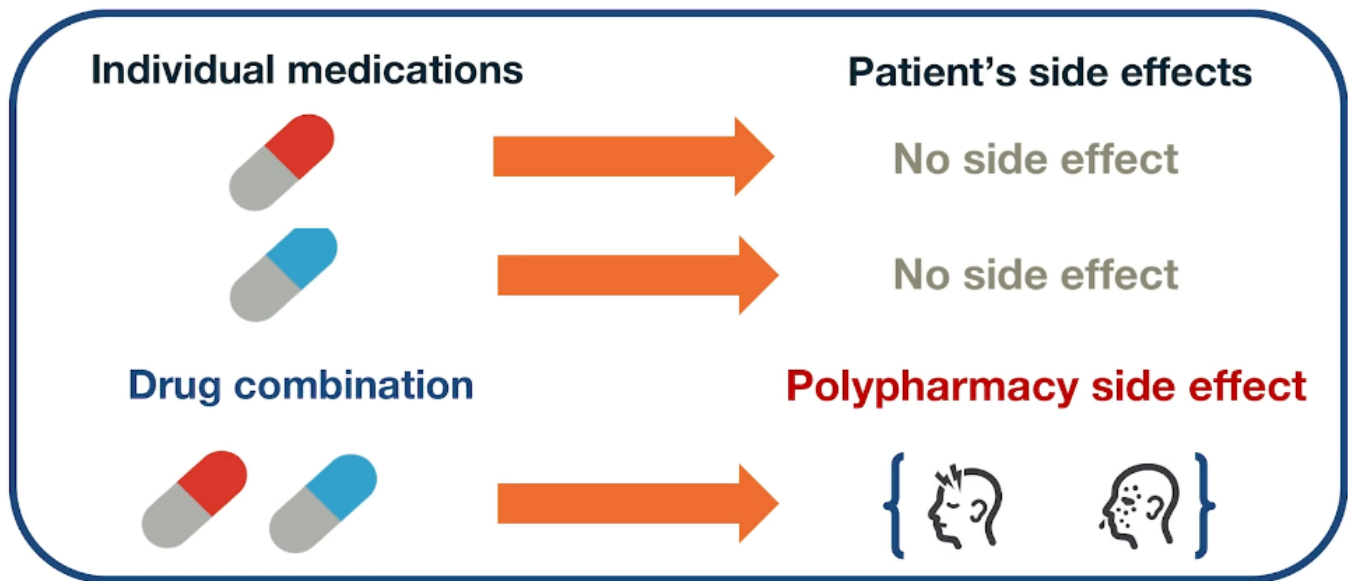 Individual medications
Patient's side effects
No side effect
No side effect
Drug combination
Polypharmacy side effect